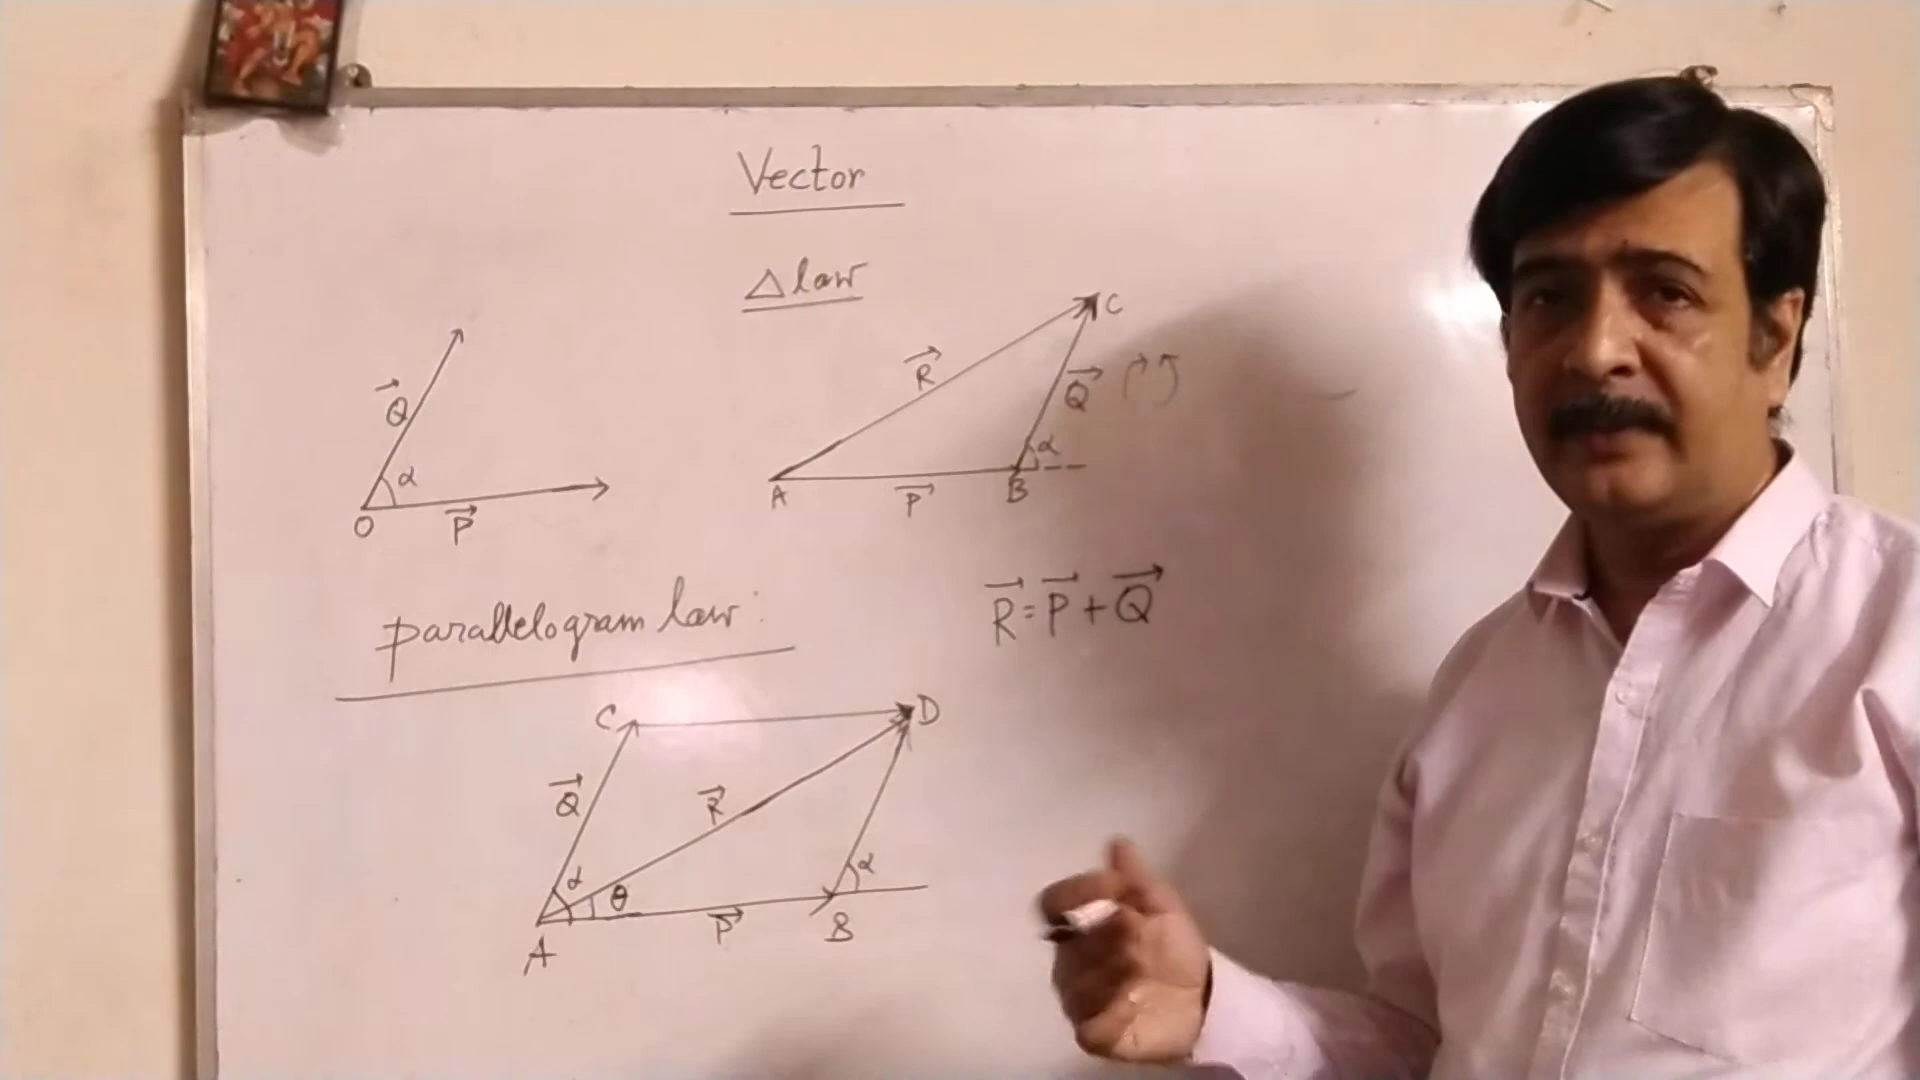 Vector
Δ law
C
R⃗
Q⃗
Q⃗
α
α
A
B
P⃗
O
P⃗
parallelogram law:
R⃗ = P⃗ + Q⃗
C
D
Q⃗
R⃗
α
θ
α
P⃗
B
A